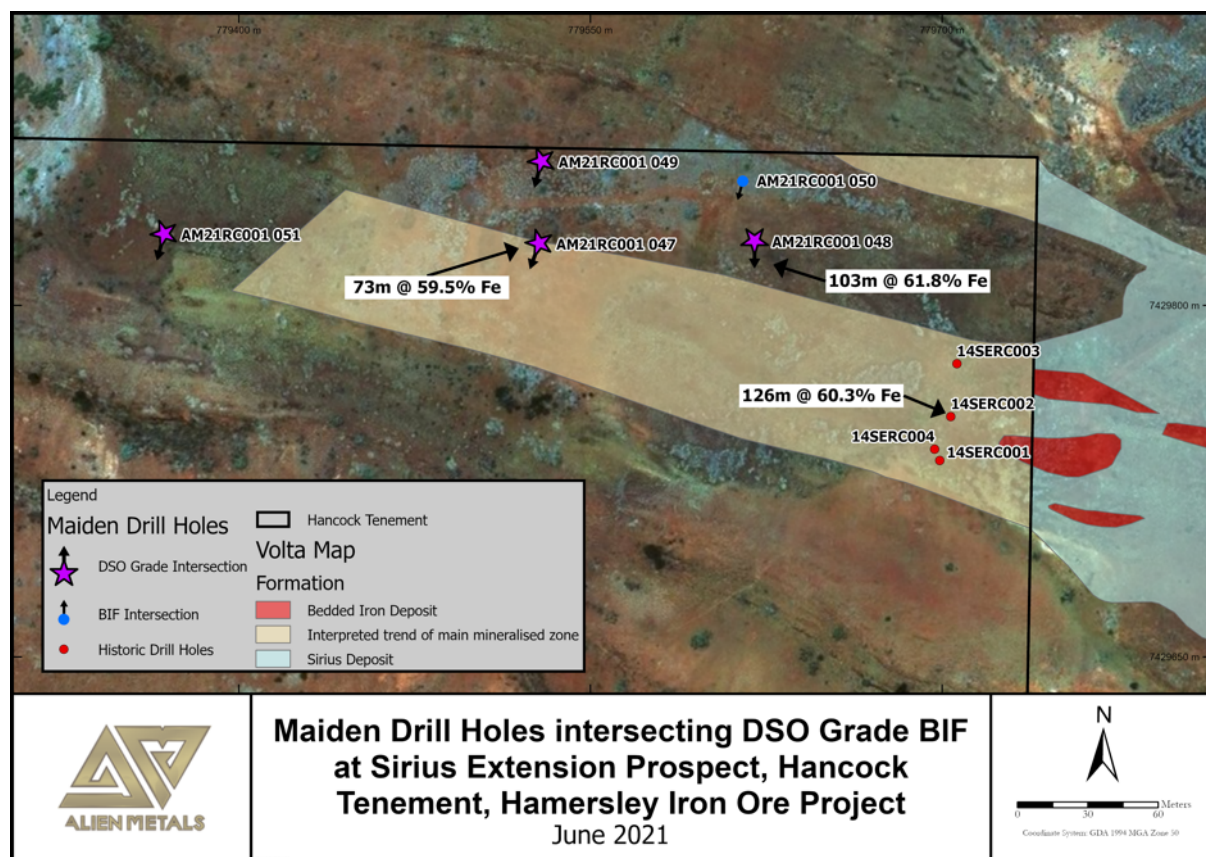 779400 m
779550 m
779700 m
AM21RC001 049
AM21RC001 050
AM21RC001 051
AM21RC001 047
AM21RC001 048
73m @ 59.5% Fe
103m @ 61.8% Fe
7429800 m
14SERC003
126m @ 60.3% Fe
14SERC002
14SERC004
14SERC001
Legend
Maiden Drill Holes
DSO Grade Intersection
BIF Intersection
Historic Drill Holes
Hancock Tenement
Volta Map
Formation
Bedded Iron Deposit
Interpreted trend of main mineralised zone
Sirius Deposit
7429650 m
ALIEN METALS
Maiden Drill Holes intersecting DSO Grade BIF
at Sirius Extension Prospect, Hancock
Tenement, Hamersley Iron Ore Project
June 2021
N
Meters
0 30 60
Coordinate System: GDA 1994 MGA Zone 50